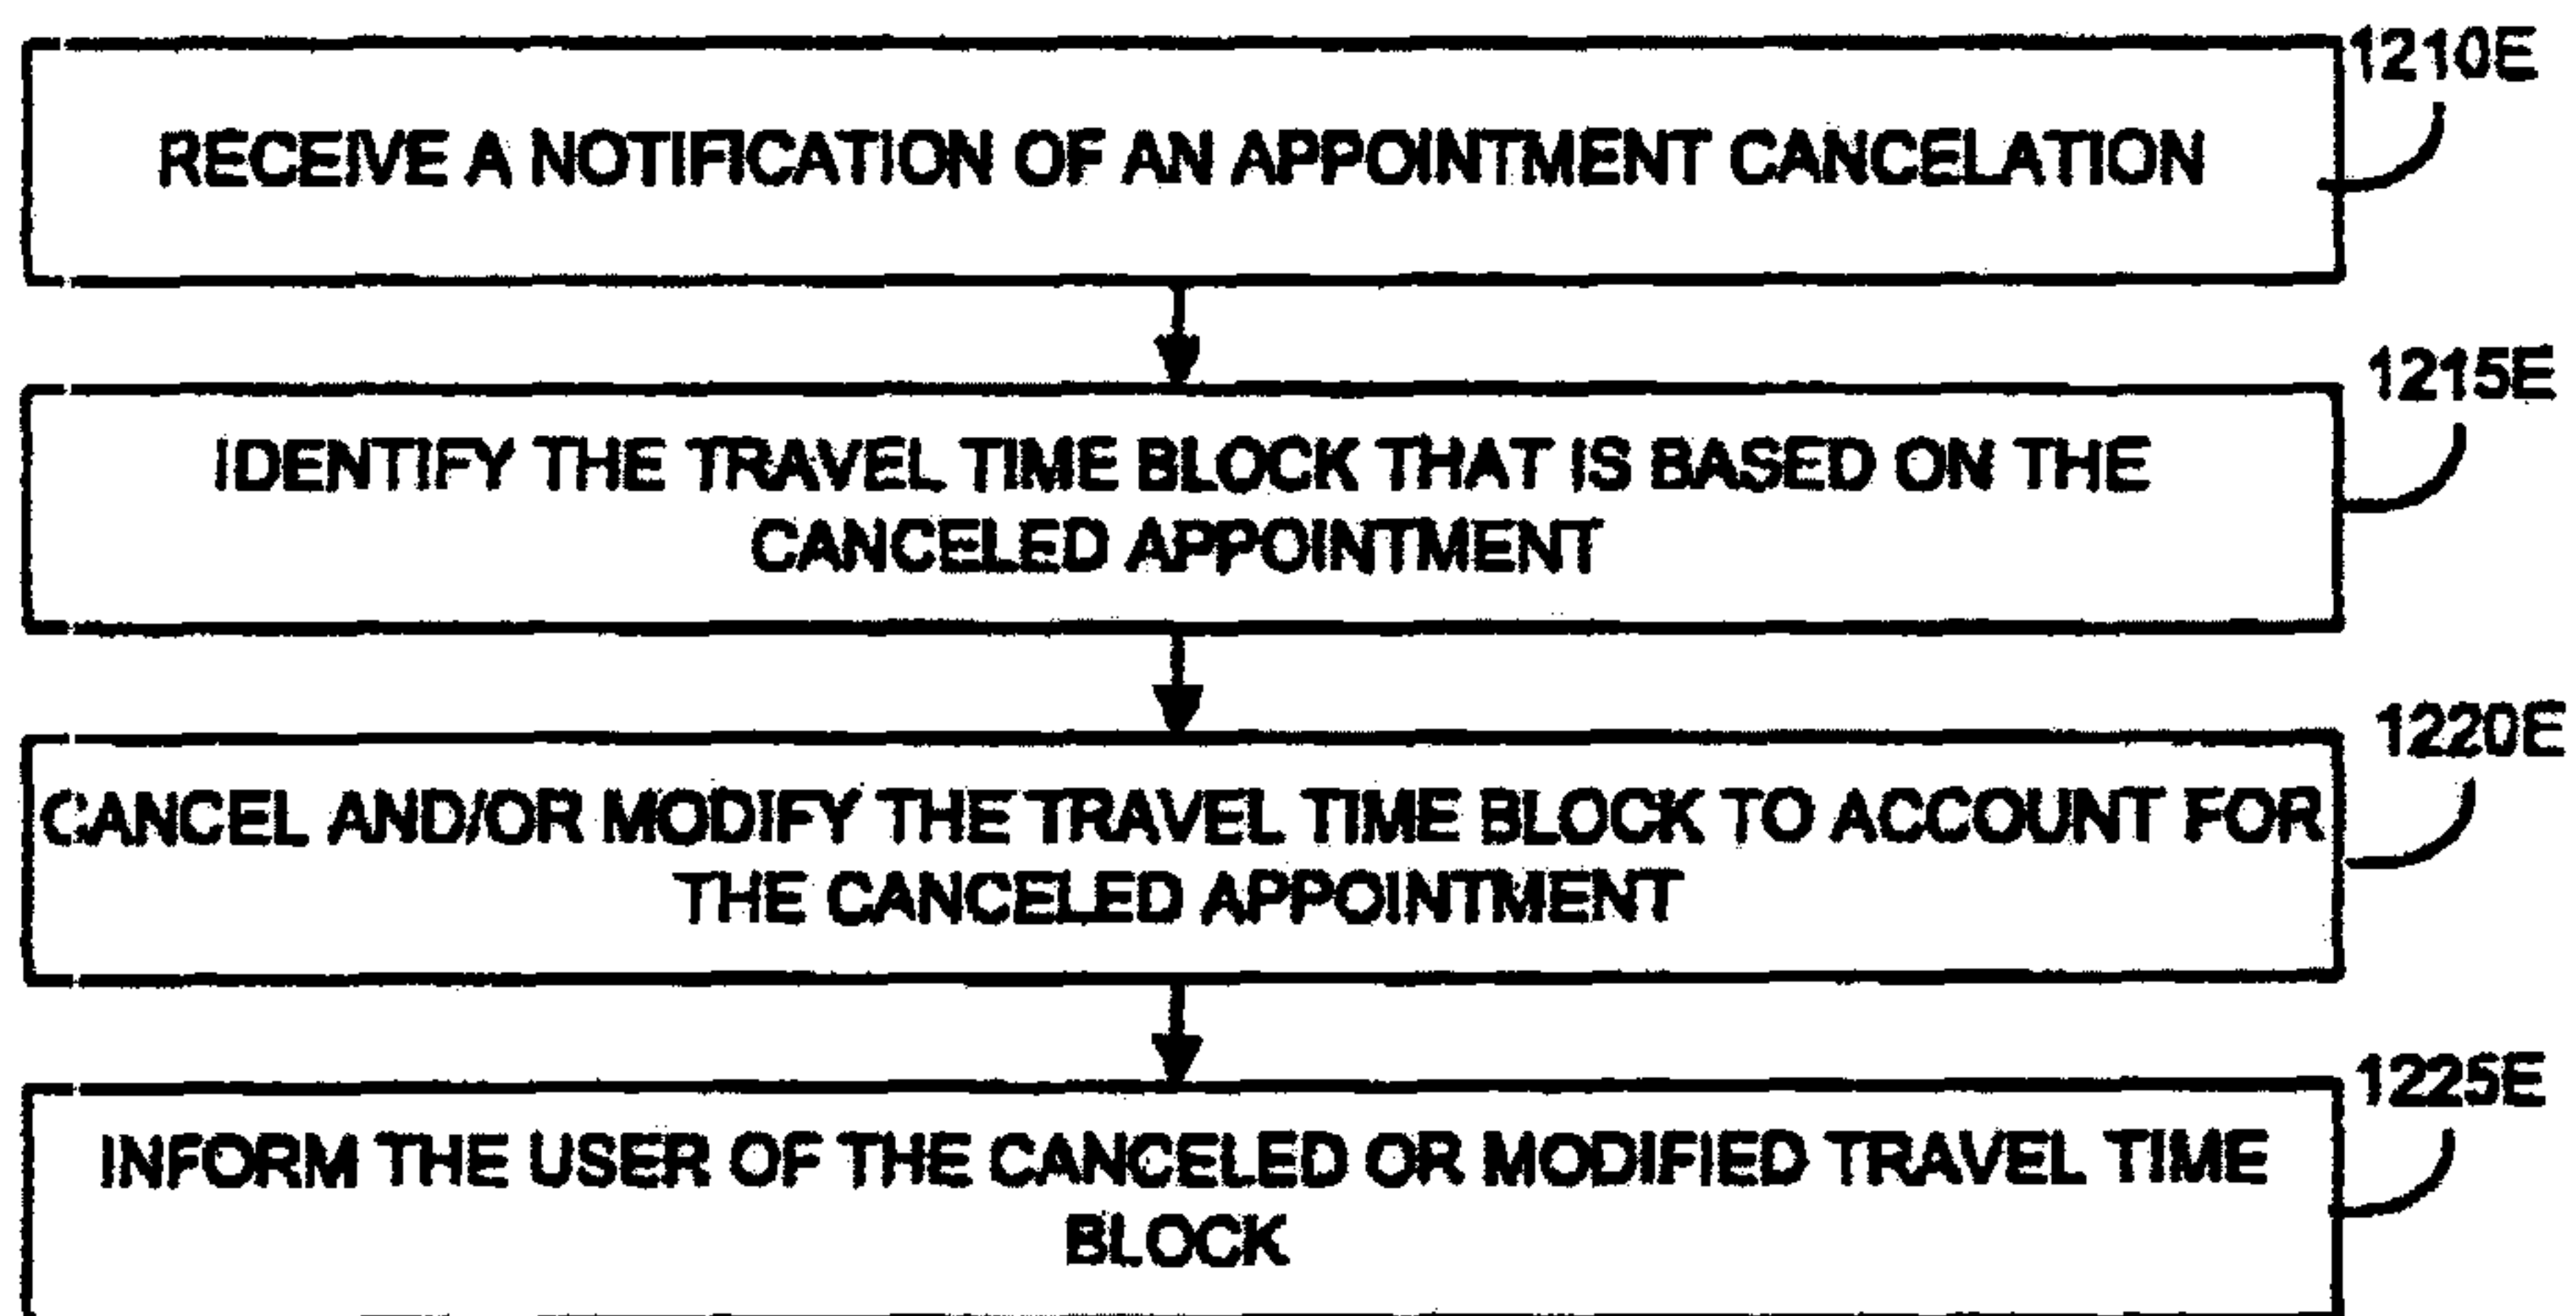 1210E
RECEIVE A NOTIFICATION OF AN APPOINTMENT CANCELATION
1215E
IDENTIFY THE TRAVEL TIME BLOCK THAT IS BASED ON THE
CANCELED APPOINTMENT
1220E
CANCEL AND/OR MODIFY THE TRAVEL TIME BLOCK TO ACCOUNT FOR
THE CANCELED APPOINTMENT
1225E
INFORM THE USER OF THE CANCELED OR MODIFIED TRAVEL TIME
BLOCK